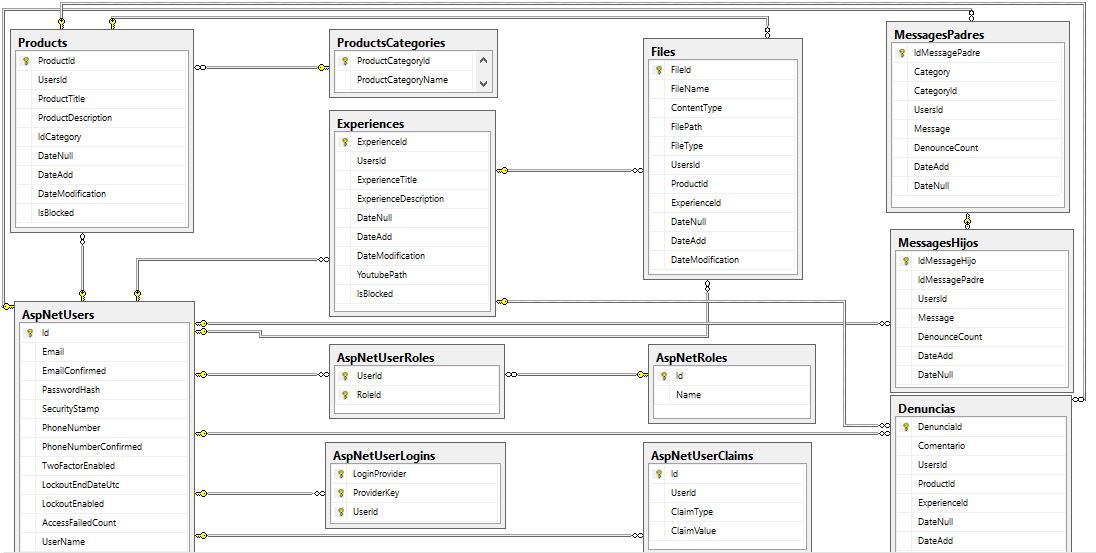 Products
ProductId
UsersId
ProductTitle
ProductDescription
IdCategory
DateNull
DateAdd
DateModification
IsBlocked
ProductsCategories
ProductCategoryId
ProductCategoryName
Experiences
ExperienceId
UsersId
ExperienceTitle
ExperienceDescription
DateNull
DateAdd
DateModification
YoutubePath
IsBlocked
Files
FileId
FileName
ContentType
FilePath
FileType
UsersId
ProductId
ExperienceId
DateNull
DateAdd
DateModification
MessagesPadres
IdMessagePadre
Category
CategoryId
UsersId
Message
DenounceCount
DateAdd
DateNull
MessagesHijos
IdMessageHijo
IdMessagePadre
UsersId
Message
DenounceCount
DateAdd
DateNull
AspNetUsers
Id
Email
EmailConfirmed
PasswordHash
SecurityStamp
PhoneNumber
PhoneNumberConfirmed
TwoFactorEnabled
LockoutEndDateUtc
LockoutEnabled
AccessFailedCount
UserName
AspNetUserRoles
UserId
RoleId
AspNetRoles
Id
Name
AspNetUserLogins
LoginProvider
ProviderKey
UserId
AspNetUserClaims
Id
UserId
ClaimType
ClaimValue
Denuncias
DenunciaId
Comentario
UsersId
ProductId
ExperienceId
DateNull
DateAdd